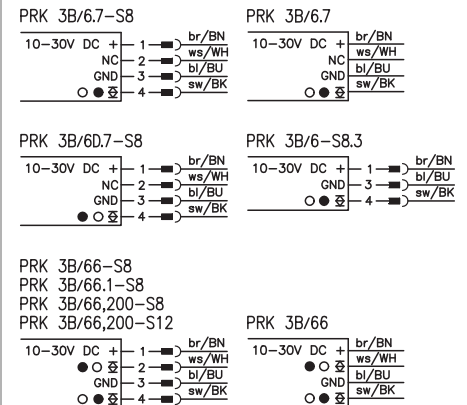 PRK 3B/6.7-S8
10-30V DC + 1 br/BN
NC 2 ws/WH
GND 3 bl/BU
4 sw/BK
PRK 3B/6.7
10-30V DC + br/BN
NC ws/WH
GND bl/BU
sw/BK
PRK 3B/6D.7-S8
10-30V DC + 1 br/BN
NC 2 ws/WH
GND 3 bl/BU
4 sw/BK
PRK 3B/6-S8.3
10-30V DC + 1 br/BN
GND 3 bl/BU
4 sw/BK
PRK 3B/66-S8
PRK 3B/66.1-S8
PRK 3B/66,200-S8
PRK 3B/66,200-S12
10-30V DC + 1 br/BN
2 ws/WH
GND 3 bl/BU
4 sw/BK
PRK 3B/66
10-30V DC + br/BN
ws/WH
GND bl/BU
sw/BK